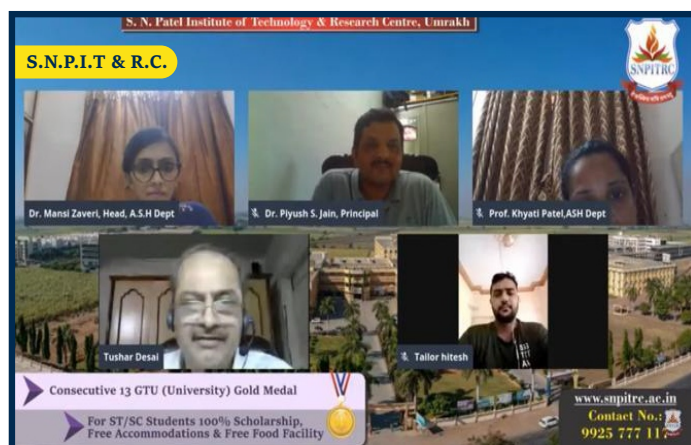 S. N. Patel Institute of Technology & Research Centre, Umrakh
S.N.P.I.T & R.C.
SNPITRC
Dr. Mansi Zaveri, Head, A.S.H Dept
Dr. Piyush S. Jain, Principal
Prof. Khyati Patel,ASH Dept
Tushar Desai
Tailor hitesh
Consecutive 13 GTU (University) Gold Medal
For ST/SC Students 100% Scholarship,
Free Accommodations & Free Food Facility
www.snpitrc.ac.in
Contact No.:
9925 777 117